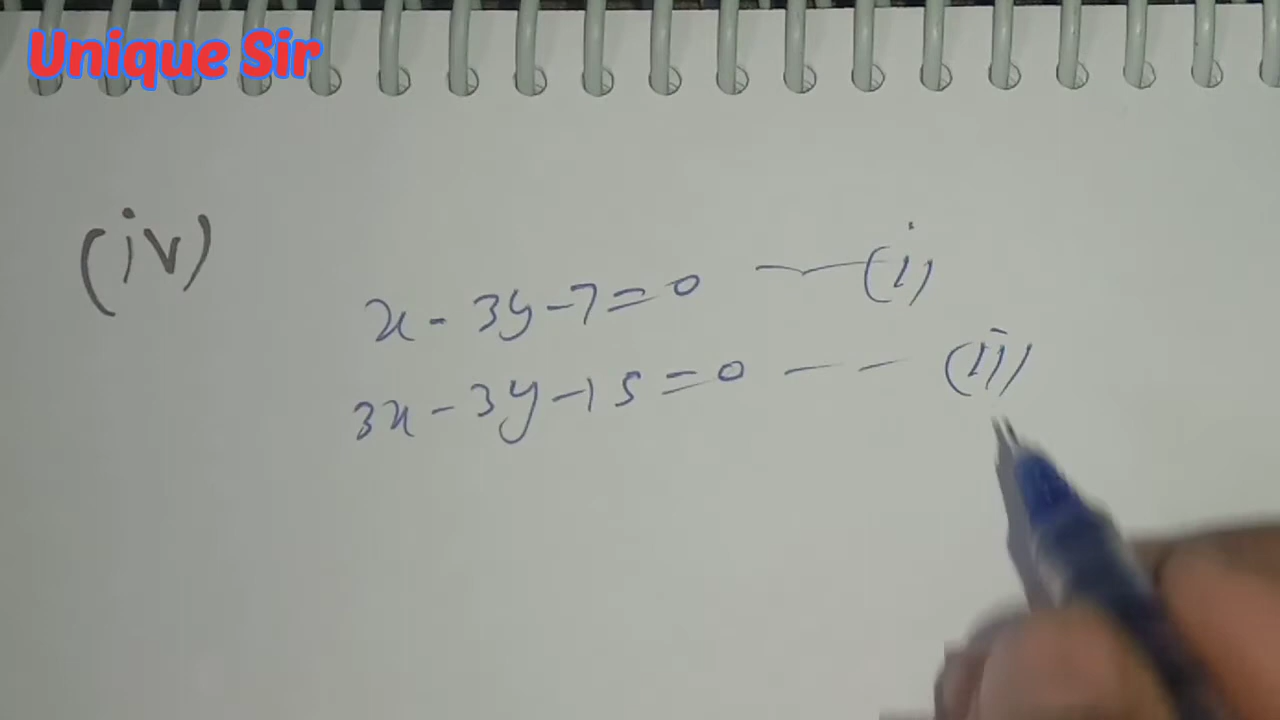 Unique Sir
(iv)
x - 3y - 7 = 0 —— (i)
3x - 3y - 15 = 0 — — (ii)